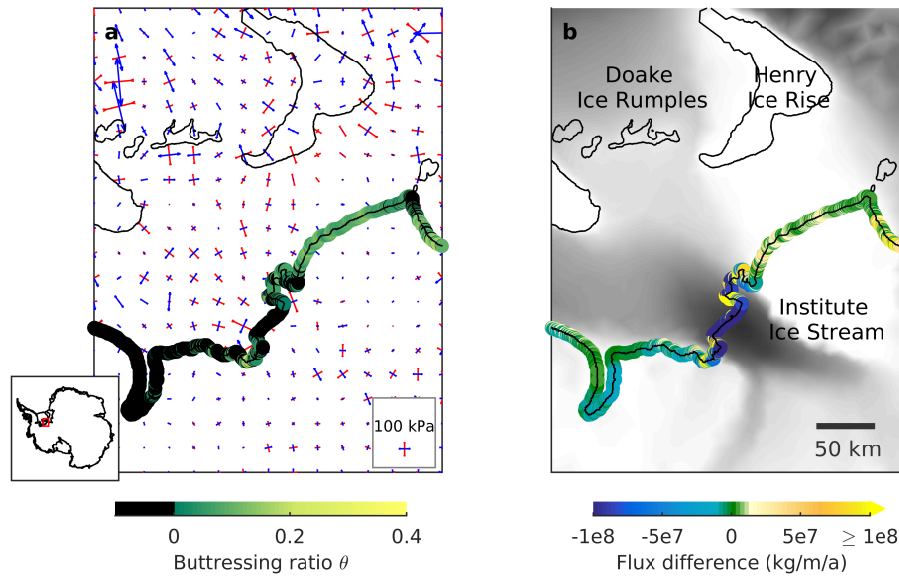 a
100 kPa
0
0.2
0.4
Buttressing ratio θ
b
Doake
Ice Rumples
Henry
Ice Rise
Institute
Ice Stream
50 km
-1e8
-5e7
0
5e7
≥ 1e8
Flux difference (kg/m/a)